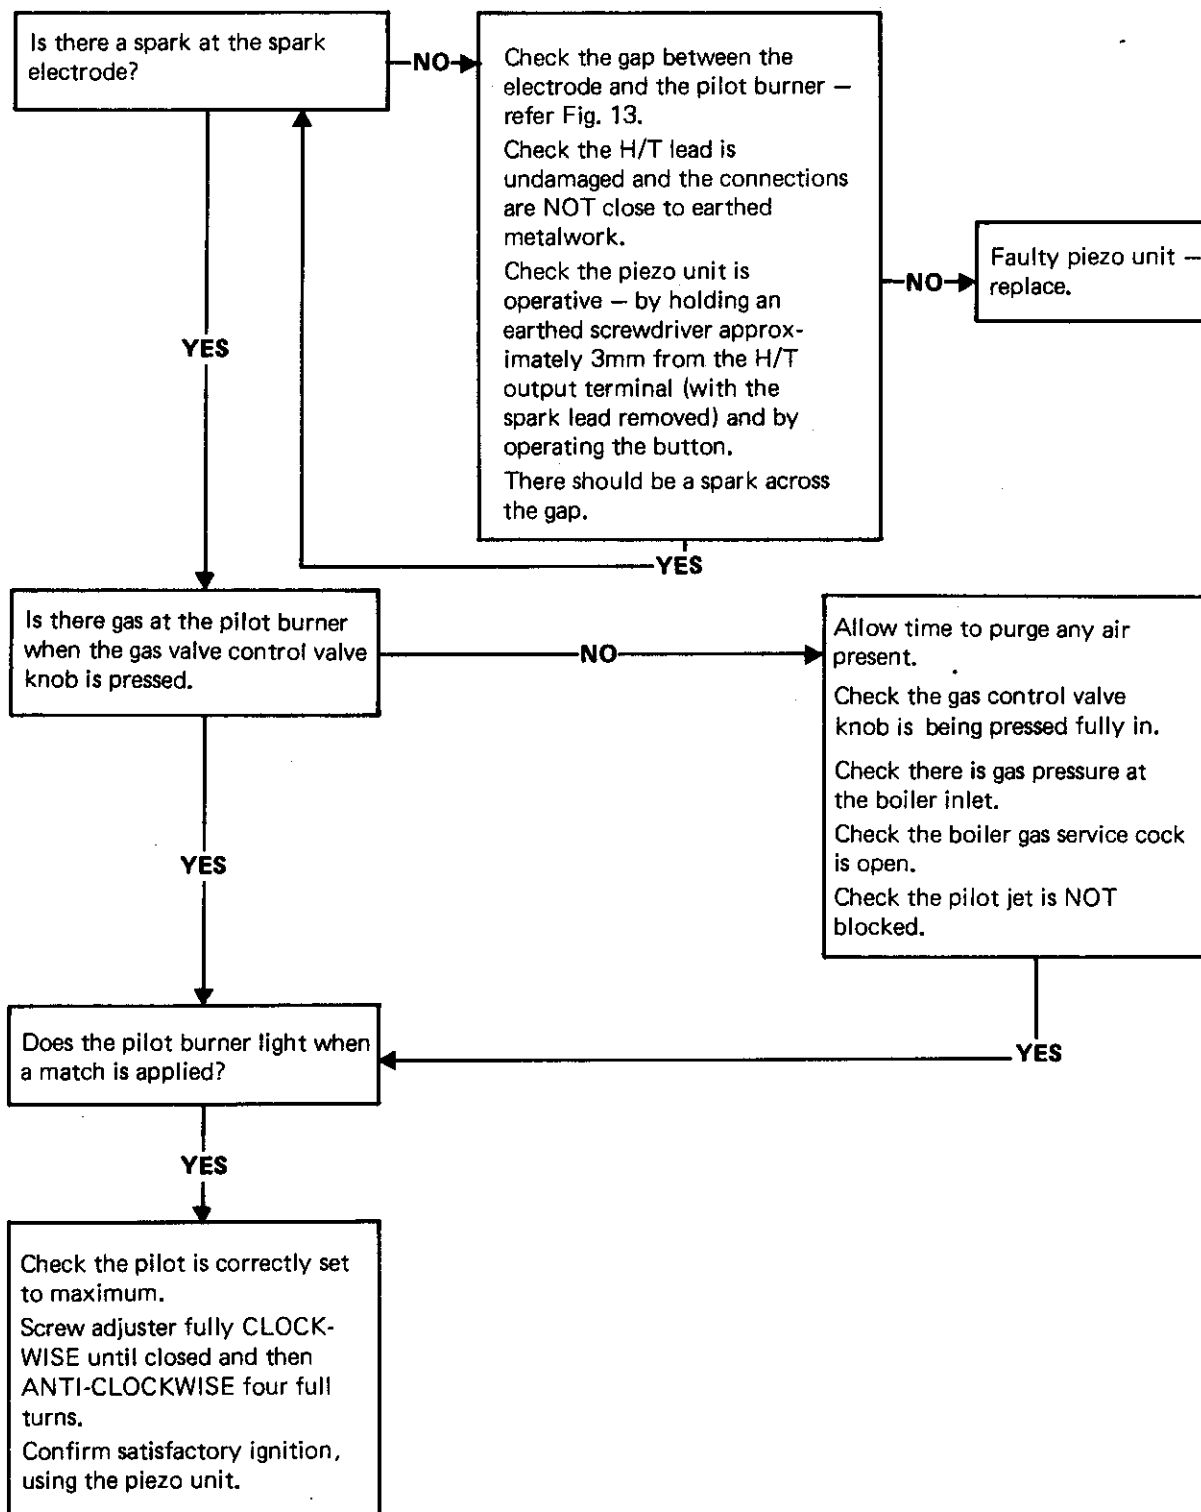 Is there a spark at the spark
electrode?
NO
Check the gap between the
electrode and the pilot burner —
refer Fig. 13.
Check the H/T lead is
undamaged and the connections
are NOT close to earthed
metalwork.
Check the piezo unit is
operative — by holding an
earthed screwdriver approx-
imately 3mm from the H/T
output terminal (with the
spark lead removed) and by
operating the button.
There should be a spark across
the gap.
NO
Faulty piezo unit —
replace.
YES
YES
Is there gas at the pilot burner
when the gas valve control valve
knob is pressed.
NO
Allow time to purge any air
present.
Check the gas control valve
knob is being pressed fully in.
Check there is gas pressure at
the boiler inlet.
Check the boiler gas service cock
is open.
Check the pilot jet is NOT
blocked.
YES
YES
Does the pilot burner light when
a match is applied?
YES
Check the pilot is correctly set
to maximum.
Screw adjuster fully CLOCK-
WISE until closed and then
ANTI-CLOCKWISE four full
turns.
Confirm satisfactory ignition,
using the piezo unit.